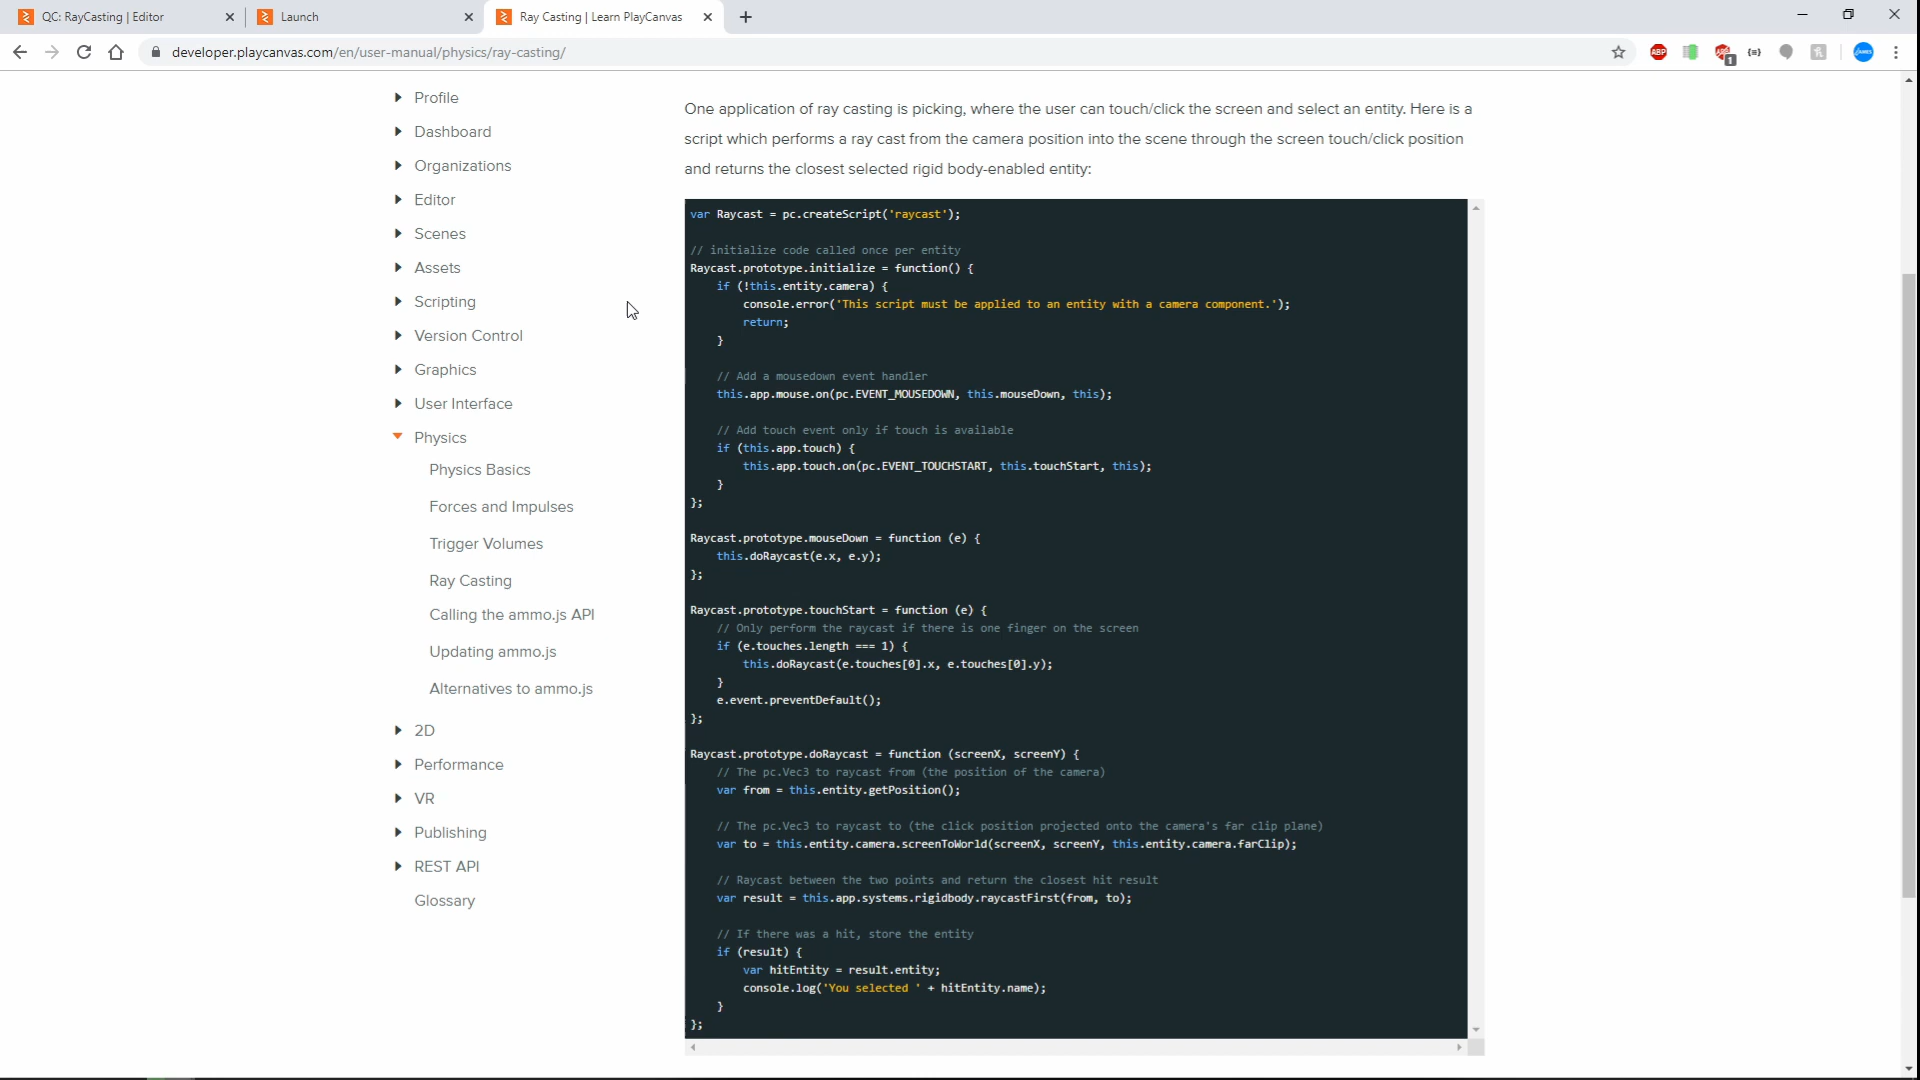 QC: RayCasting | Editor
Launch
Ray Casting | Learn PlayCanvas
developer.playcanvas.com/en/user-manual/physics/ray-casting/
ABP
1
Profile
Dashboard
Organizations
Editor
Scenes
Assets
Scripting
Version Control
Graphics
User Interface
Physics
Physics Basics
Forces and Impulses
Trigger Volumes
Ray Casting
Calling the ammo.js API
Updating ammo.js
Alternatives to ammo.js
2D
Performance
VR
Publishing
REST API
Glossary
One application of ray casting is picking, where the user can touch/click the screen and select an entity. Here is a
script which performs a ray cast from the camera position into the scene through the screen touch/click position
and returns the closest selected rigid body-enabled entity:
var Raycast = pc.createScript('raycast');
// initialize code called once per entity
Raycast.prototype.initialize = function() {
if (!this.entity.camera) {
console.error('This script must be applied to an entity with a camera component.');
return;
}
// Add a mousedown event handler
this.app.mouse.on(pc.EVENT_MOUSEDOWN, this.mouseDown, this);
// Add touch event only if touch is available
if (this.app.touch) {
this.app.touch.on(pc.EVENT_TOUCHSTART, this.touchStart, this);
}
};
Raycast.prototype.mouseDown = function (e) {
this.doRaycast(e.x, e.y);
};
Raycast.prototype.touchStart = function (e) {
// Only perform the raycast if there is one finger on the screen
if (e.touches.length === 1) {
this.doRaycast(e.touches[0].x, e.touches[0].y);
}
e.event.preventDefault();
};
Raycast.prototype.doRaycast = function (screenX, screenY) {
// The pc.Vec3 to raycast from (the position of the camera)
var from = this.entity.getPosition();
// The pc.Vec3 to raycast to (the click position projected onto the camera's far clip plane)
var to = this.entity.camera.screenToWorld(screenX, screenY, this.entity.camera.farClip);
// Raycast between the two points and return the closest hit result
var result = this.app.systems.rigidbody.raycastFirst(from, to);
// If there was a hit, store the entity
if (result) {
var hitEntity = result.entity;
console.log('You selected ' + hitEntity.name);
}
};